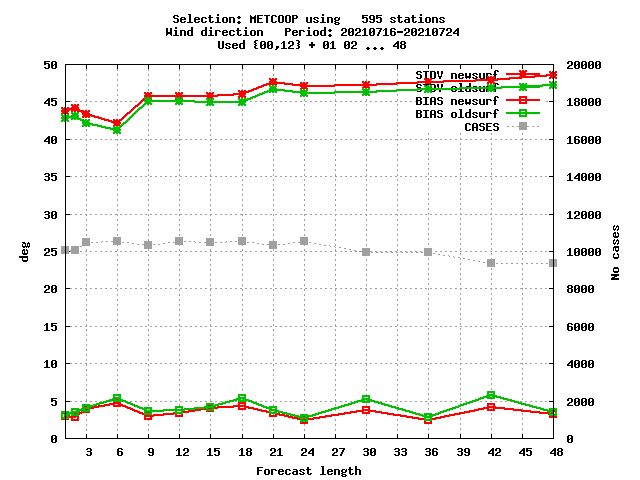 Selection: METCOOP using   595 stations
Wind direction   Period: 20210716-20210724
Used {00,12} + 01 02 ... 48
50
45
40
35
30
25
20
15
10
5
0
deg
20000
18000
16000
14000
12000
10000
8000
6000
4000
2000
0
No cases
STDV newsurf
STDV oldsurf
BIAS newsurf
BIAS oldsurf
CASES
3 6 9 12 15 18 21 24 27 30 33 36 39 42 45 48
Forecast length